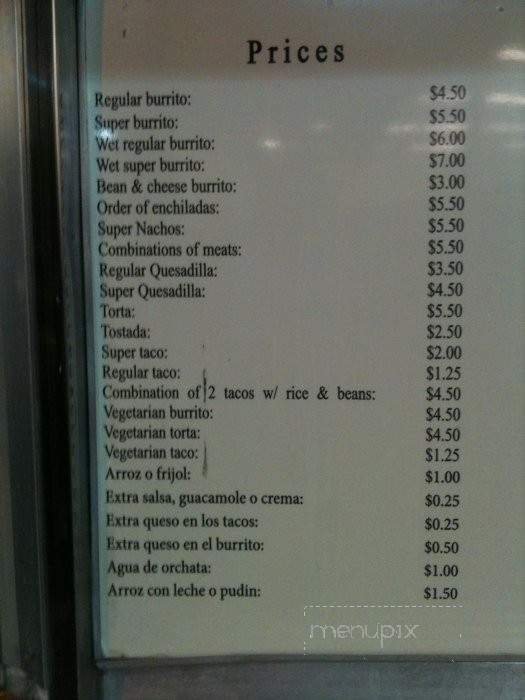 Prices
Regular burrito: $4.50
Super burrito: $5.50
Wet regular burrito: $6.00
Wet super burrito: $7.00
Bean & cheese burrito: $3.00
Order of enchiladas: $5.50
Super Nachos: $5.50
Combinations of meats: $5.50
Regular Quesadilla: $3.50
Super Quesadilla: $4.50
Torta: $5.50
Tostada: $2.50
Super taco: $2.00
Regular taco: $1.25
Combination of 2 tacos w/ rice & beans: $4.50
Vegetarian burrito: $4.50
Vegetarian torta: $4.50
Vegetarian taco: $1.25
Arroz o frijol: $1.00
Extra salsa, guacamole o crema: $0.25
Extra queso en los tacos: $0.25
Extra queso en el burrito: $0.50
Agua de orchata: $1.00
Arroz con leche o pudin: $1.50
menupix